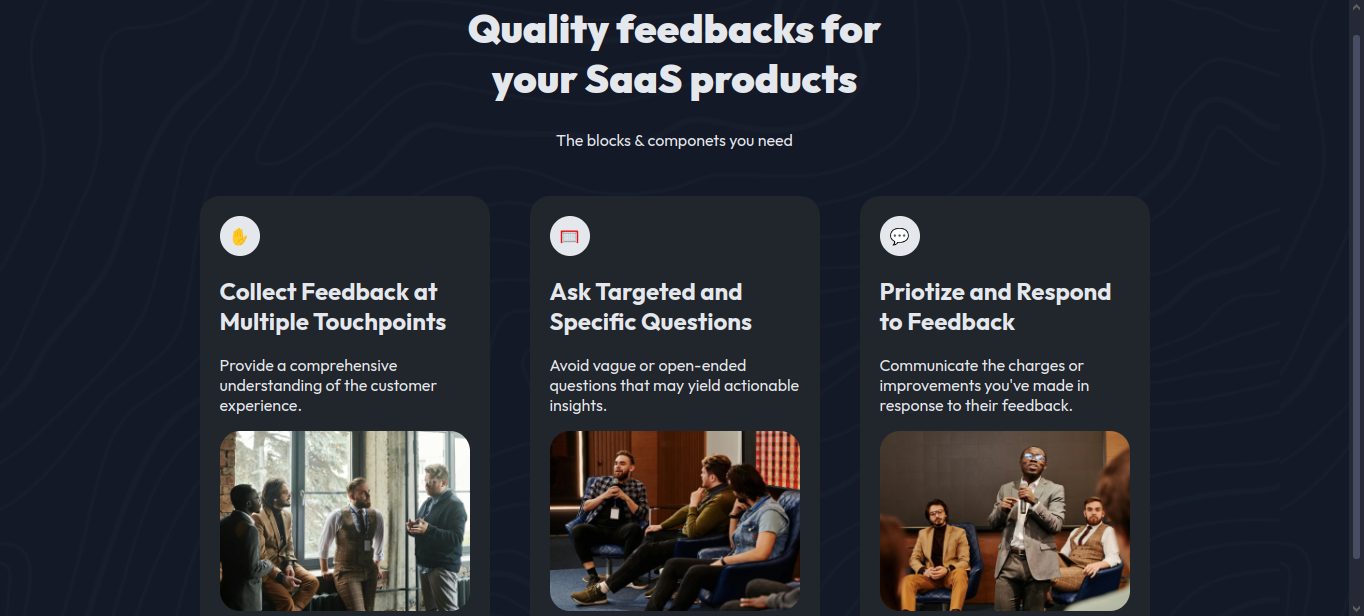 Quality feedbacks for
your SaaS products
The blocks & componets you need
Collect Feedback at
Multiple Touchpoints
Provide a comprehensive
understanding of the customer
experience.
Ask Targeted and
Specific Questions
Avoid vague or open-ended
questions that may yield actionable
insights.
Priotize and Respond
to Feedback
Communicate the charges or
improvements you've made in
response to their feedback.